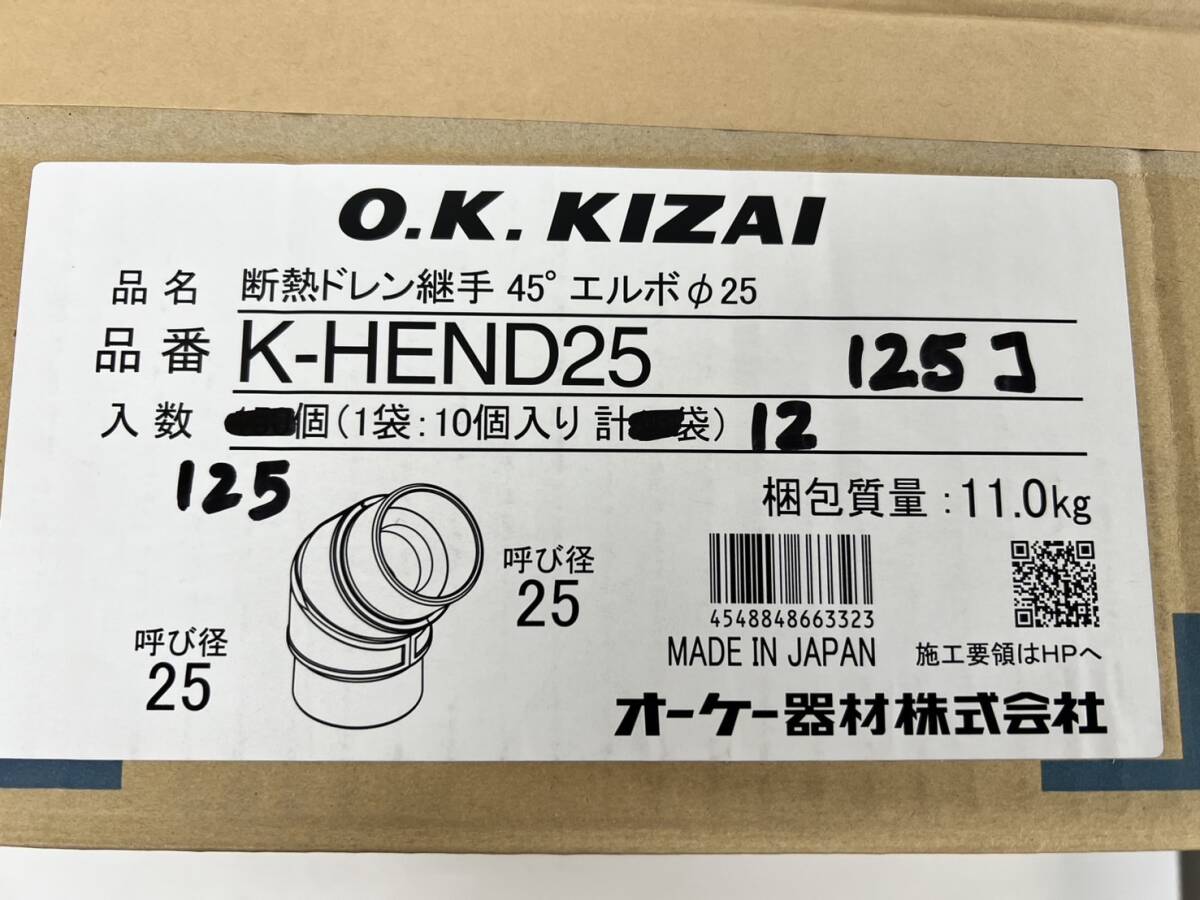 O.K. KIZAI
品名 断熱ドレン継手 45° エルボφ25
品番 K-HEND25 125コ
入数 個(1袋:10個入り 計袋) 12
125
梱包質量:11.0kg
呼び径
25
呼び径
25
4548848663323
MADE IN JAPAN
施工要領はHPへ
オーケー器材株式会社